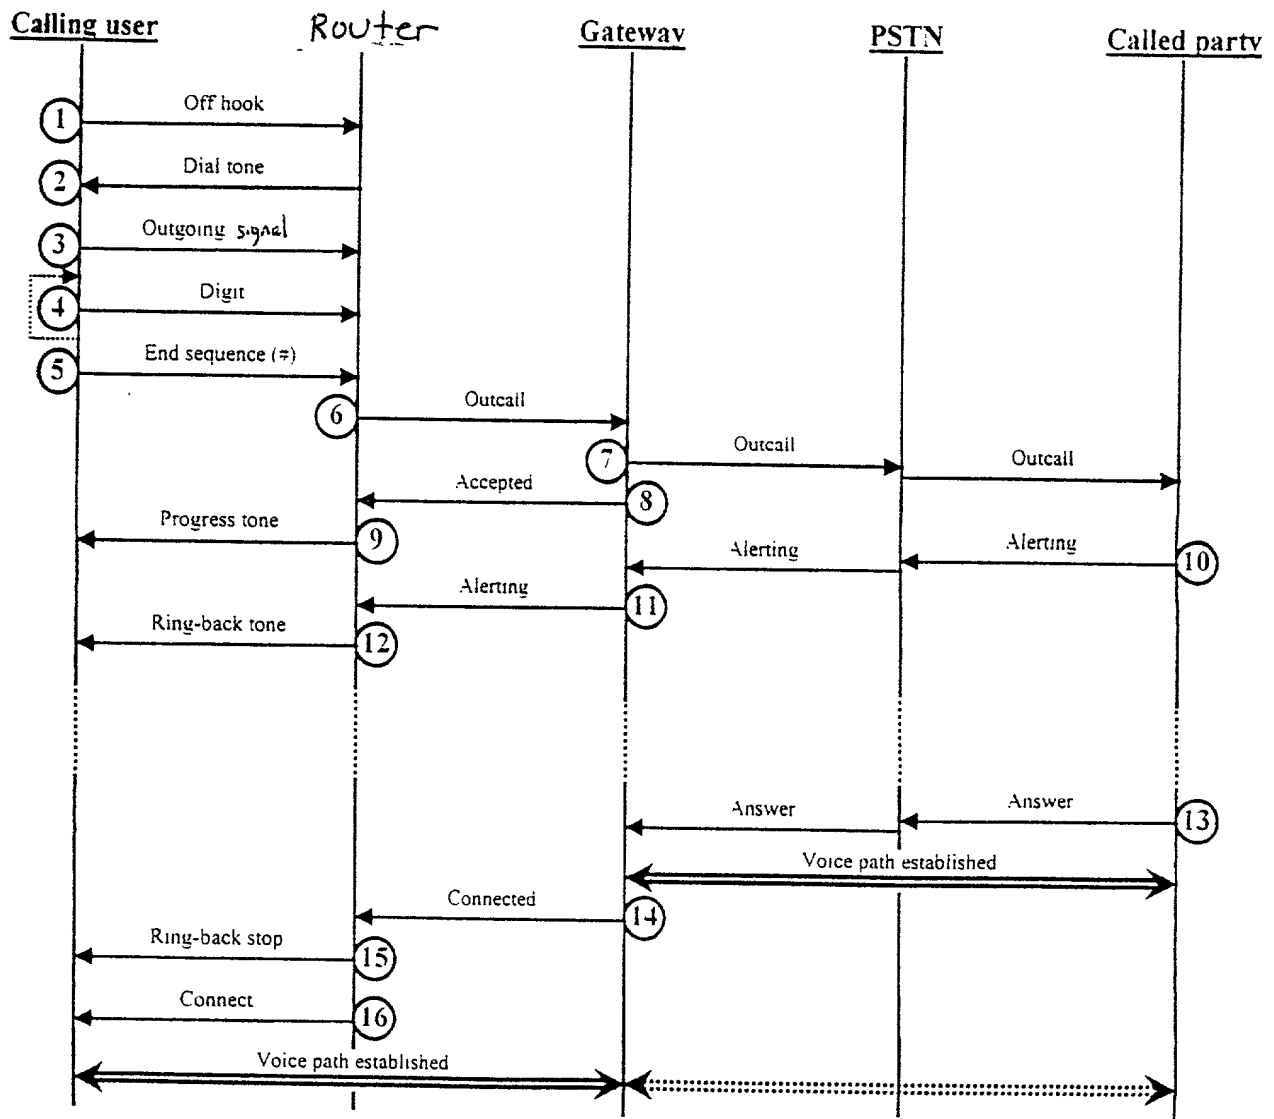 Calling user
Router
Gateway
PSTN
Called party
1
Off hook
2
Dial tone
3
Outgoing signal
4
Digit
5
End sequence (#)
6
Outcall
7
Outcall
Outcall
8
Accepted
9
Progress tone
10
Alerting
Alerting
11
Alerting
12
Ring-back tone
13
Answer
Answer
Voice path established
14
Connected
15
Ring-back stop
16
Connect
Voice path established